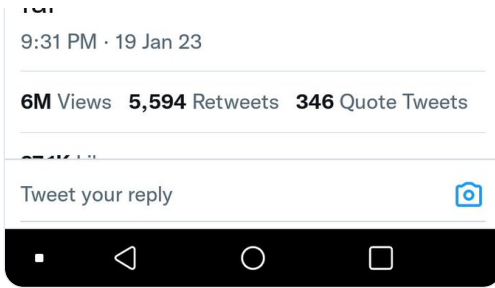 9:31 PM · 19 Jan 23
6M Views 5,594 Retweets 346 Quote Tweets
Tweet your reply